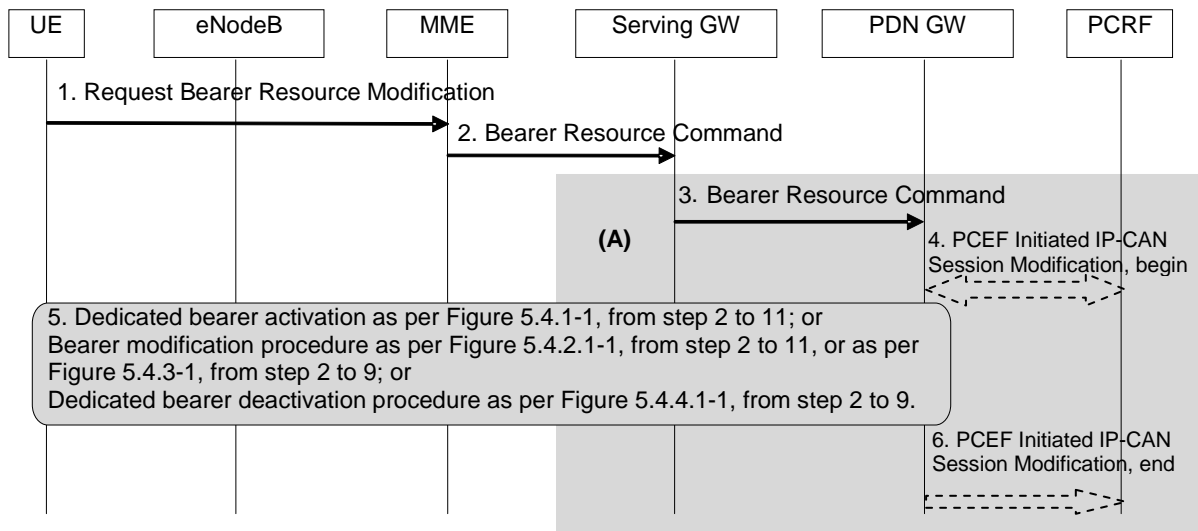 UE
eNodeB
MME
Serving GW
PDN GW
PCRF
1. Request Bearer Resource Modification
2. Bearer Resource Command
3. Bearer Resource Command
(A)
4. PCEF Initiated IP-CAN
Session Modification, begin
5. Dedicated bearer activation as per Figure 5.4.1-1, from step 2 to 11; or
Bearer modification procedure as per Figure 5.4.2.1-1, from step 2 to 11, or as per
Figure 5.4.3-1, from step 2 to 9; or
Dedicated bearer deactivation procedure as per Figure 5.4.4.1-1, from step 2 to 9.
6. PCEF Initiated IP-CAN
Session Modification, end